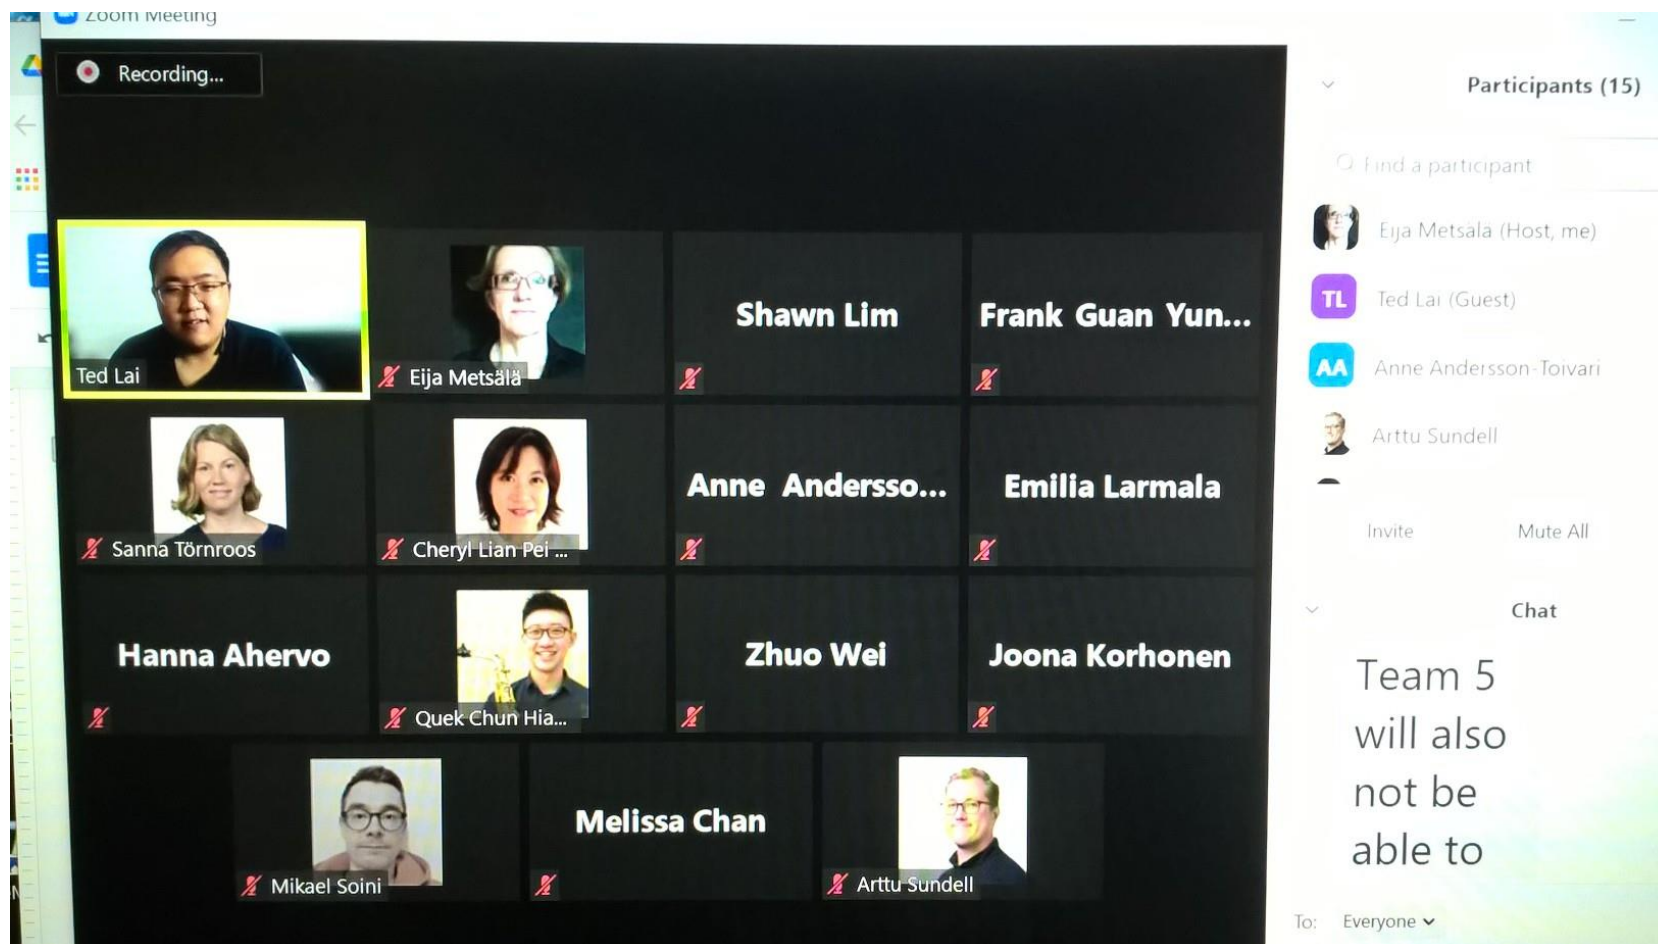 Zoom Meeting
Recording...
Participants (15)
Find a participant
Eija Metsälä (Host, me)
TL Ted Lai (Guest)
AA Anne Andersson-Toivari
Arttu Sundell
Invite Mute All
Chat
Team 5
will also
not be
able to
To: Everyone
Ted Lai
Eija Metsälä
Shawn Lim
Frank Guan Yun...
Sanna Törnroos
Cheryl Lian Pei ...
Anne Andersso...
Emilia Larmala
Hanna Ahervo
Quek Chun Hia...
Zhuo Wei
Joona Korhonen
Mikael Soini
Melissa Chan
Arttu Sundell